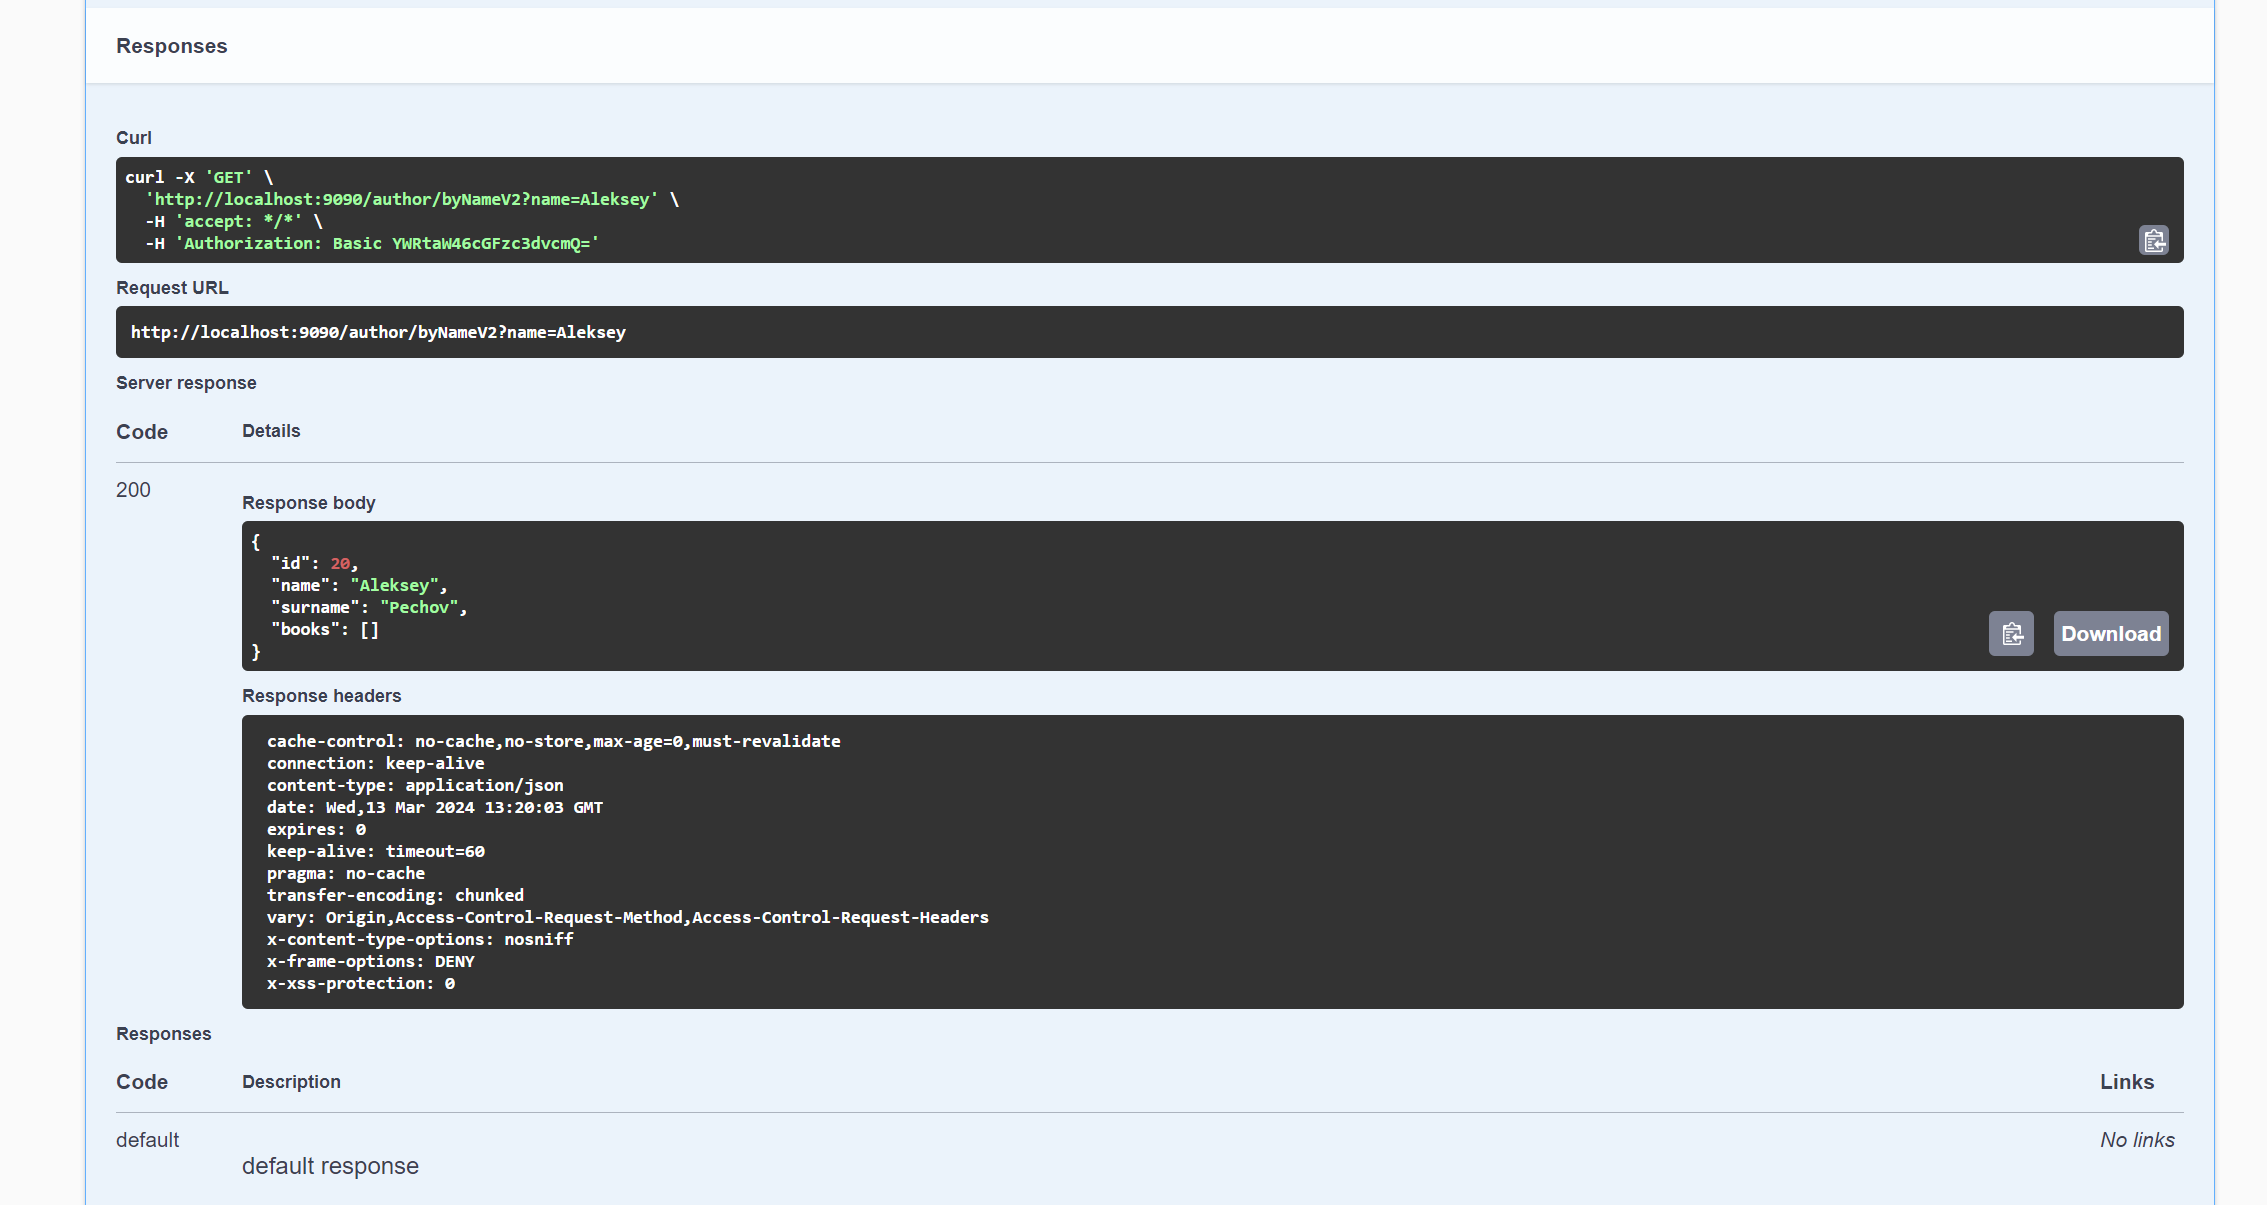 Responses
Curl
curl -X 'GET' \
'http://localhost:9090/author/byNameV2?name=Aleksey' \
-H 'accept: */*' \
-H 'Authorization: Basic YWRtaW46cGFzc3dvcmQ='
Request URL
http://localhost:9090/author/byNameV2?name=Aleksey
Server response
Code Details
200
Response body
{
"id": 20,
"name": "Aleksey",
"surname": "Pechov",
"books": []
}
Download
Response headers
cache-control: no-cache,no-store,max-age=0,must-revalidate
connection: keep-alive
content-type: application/json
date: Wed,13 Mar 2024 13:20:03 GMT
expires: 0
keep-alive: timeout=60
pragma: no-cache
transfer-encoding: chunked
vary: Origin,Access-Control-Request-Method,Access-Control-Request-Headers
x-content-type-options: nosniff
x-frame-options: DENY
x-xss-protection: 0
Responses
Code Description Links
default No links
default response